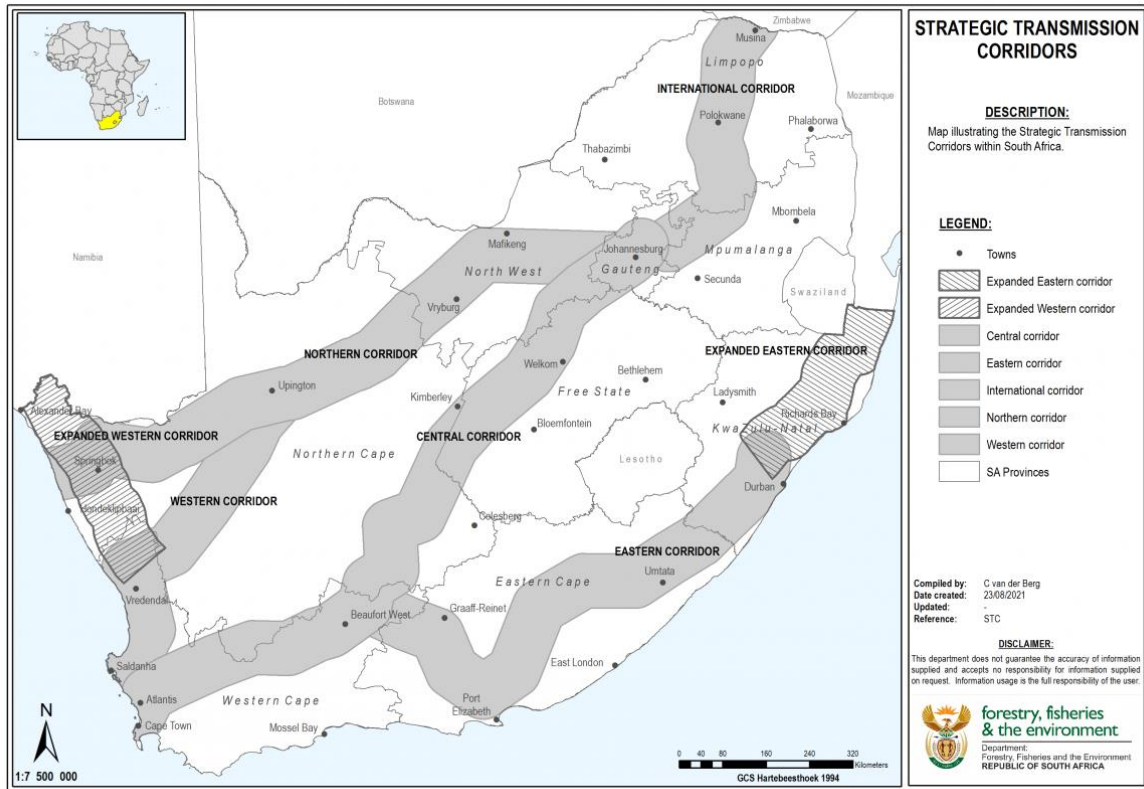 Zimbabwe
Musina
Limpopo
INTERNATIONAL CORRIDOR
Botswana
Mozambique
Polokwane
Phalaborwa
Thabazimbi
Mbombela
Mafikeng
Johannesburg
Mpumalanga
Namibia
North West
Gauteng
Secunda
Swaziland
Vryburg
NORTHERN CORRIDOR
EXPANDED EASTERN CORRIDOR
Welkom
Bethlehem
Upington
Free State
Kimberley
Ladysmith
Alexander Bay
Richards Bay
Bloemfontein
KwaZulu-Natal
EXPANDED WESTERN CORRIDOR
CENTRAL CORRIDOR
Northern Cape
Lesotho
Springbok
Durban
WESTERN CORRIDOR
Hondeklipbaai
Colesberg
EASTERN CORRIDOR
Eastern Cape
Umtata
Vredendal
Beaufort West
Graaff-Reinet
Saldanha
East London
Atlantis
Western Cape
Port
Elizabeth
Cape Town
Mossel Bay
N
1:7 500 000
0 40 80 160 240 320
Kilometers
GCS Hartebeesthoek 1994
STRATEGIC TRANSMISSION
CORRIDORS
DESCRIPTION:
Map illustrating the Strategic Transmission
Corridors within South Africa.
LEGEND:
Towns
Expanded Eastern corridor
Expanded Western corridor
Central corridor
Eastern corridor
International corridor
Northern corridor
Western corridor
SA Provinces
Compiled by: C van der Berg
Date created: 23/08/2021
Updated: -
Reference: STC
DISCLAIMER:
This department does not guarantee the accuracy of information
supplied and accepts no responsibility for information supplied
on request. Information usage is the full responsibility of the user.
forestry, fisheries
& the environment
Department:
Forestry, Fisheries and the Environment
REPUBLIC OF SOUTH AFRICA